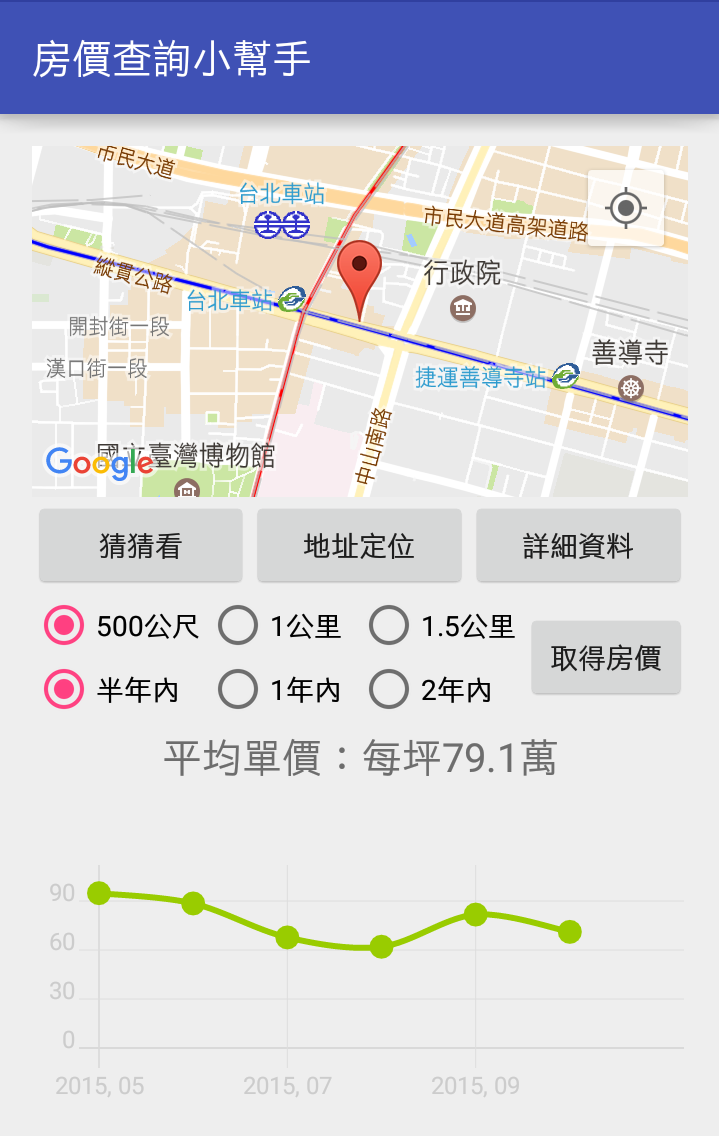 房價查詢小幫手
市民大道
台北車站
市民大道高架道路
縱貫公路
行政院
台北車站
開封街一段
善導寺
漢口街一段
捷運善導寺站
中山南路
國立臺灣博物館
Google
猜猜看
地址定位
詳細資料
500公尺
1公里
1.5公里
取得房價
半年內
1年內
2年內
平均單價：每坪79.1萬
90
60
30
0
2015, 05
2015, 07
2015, 09